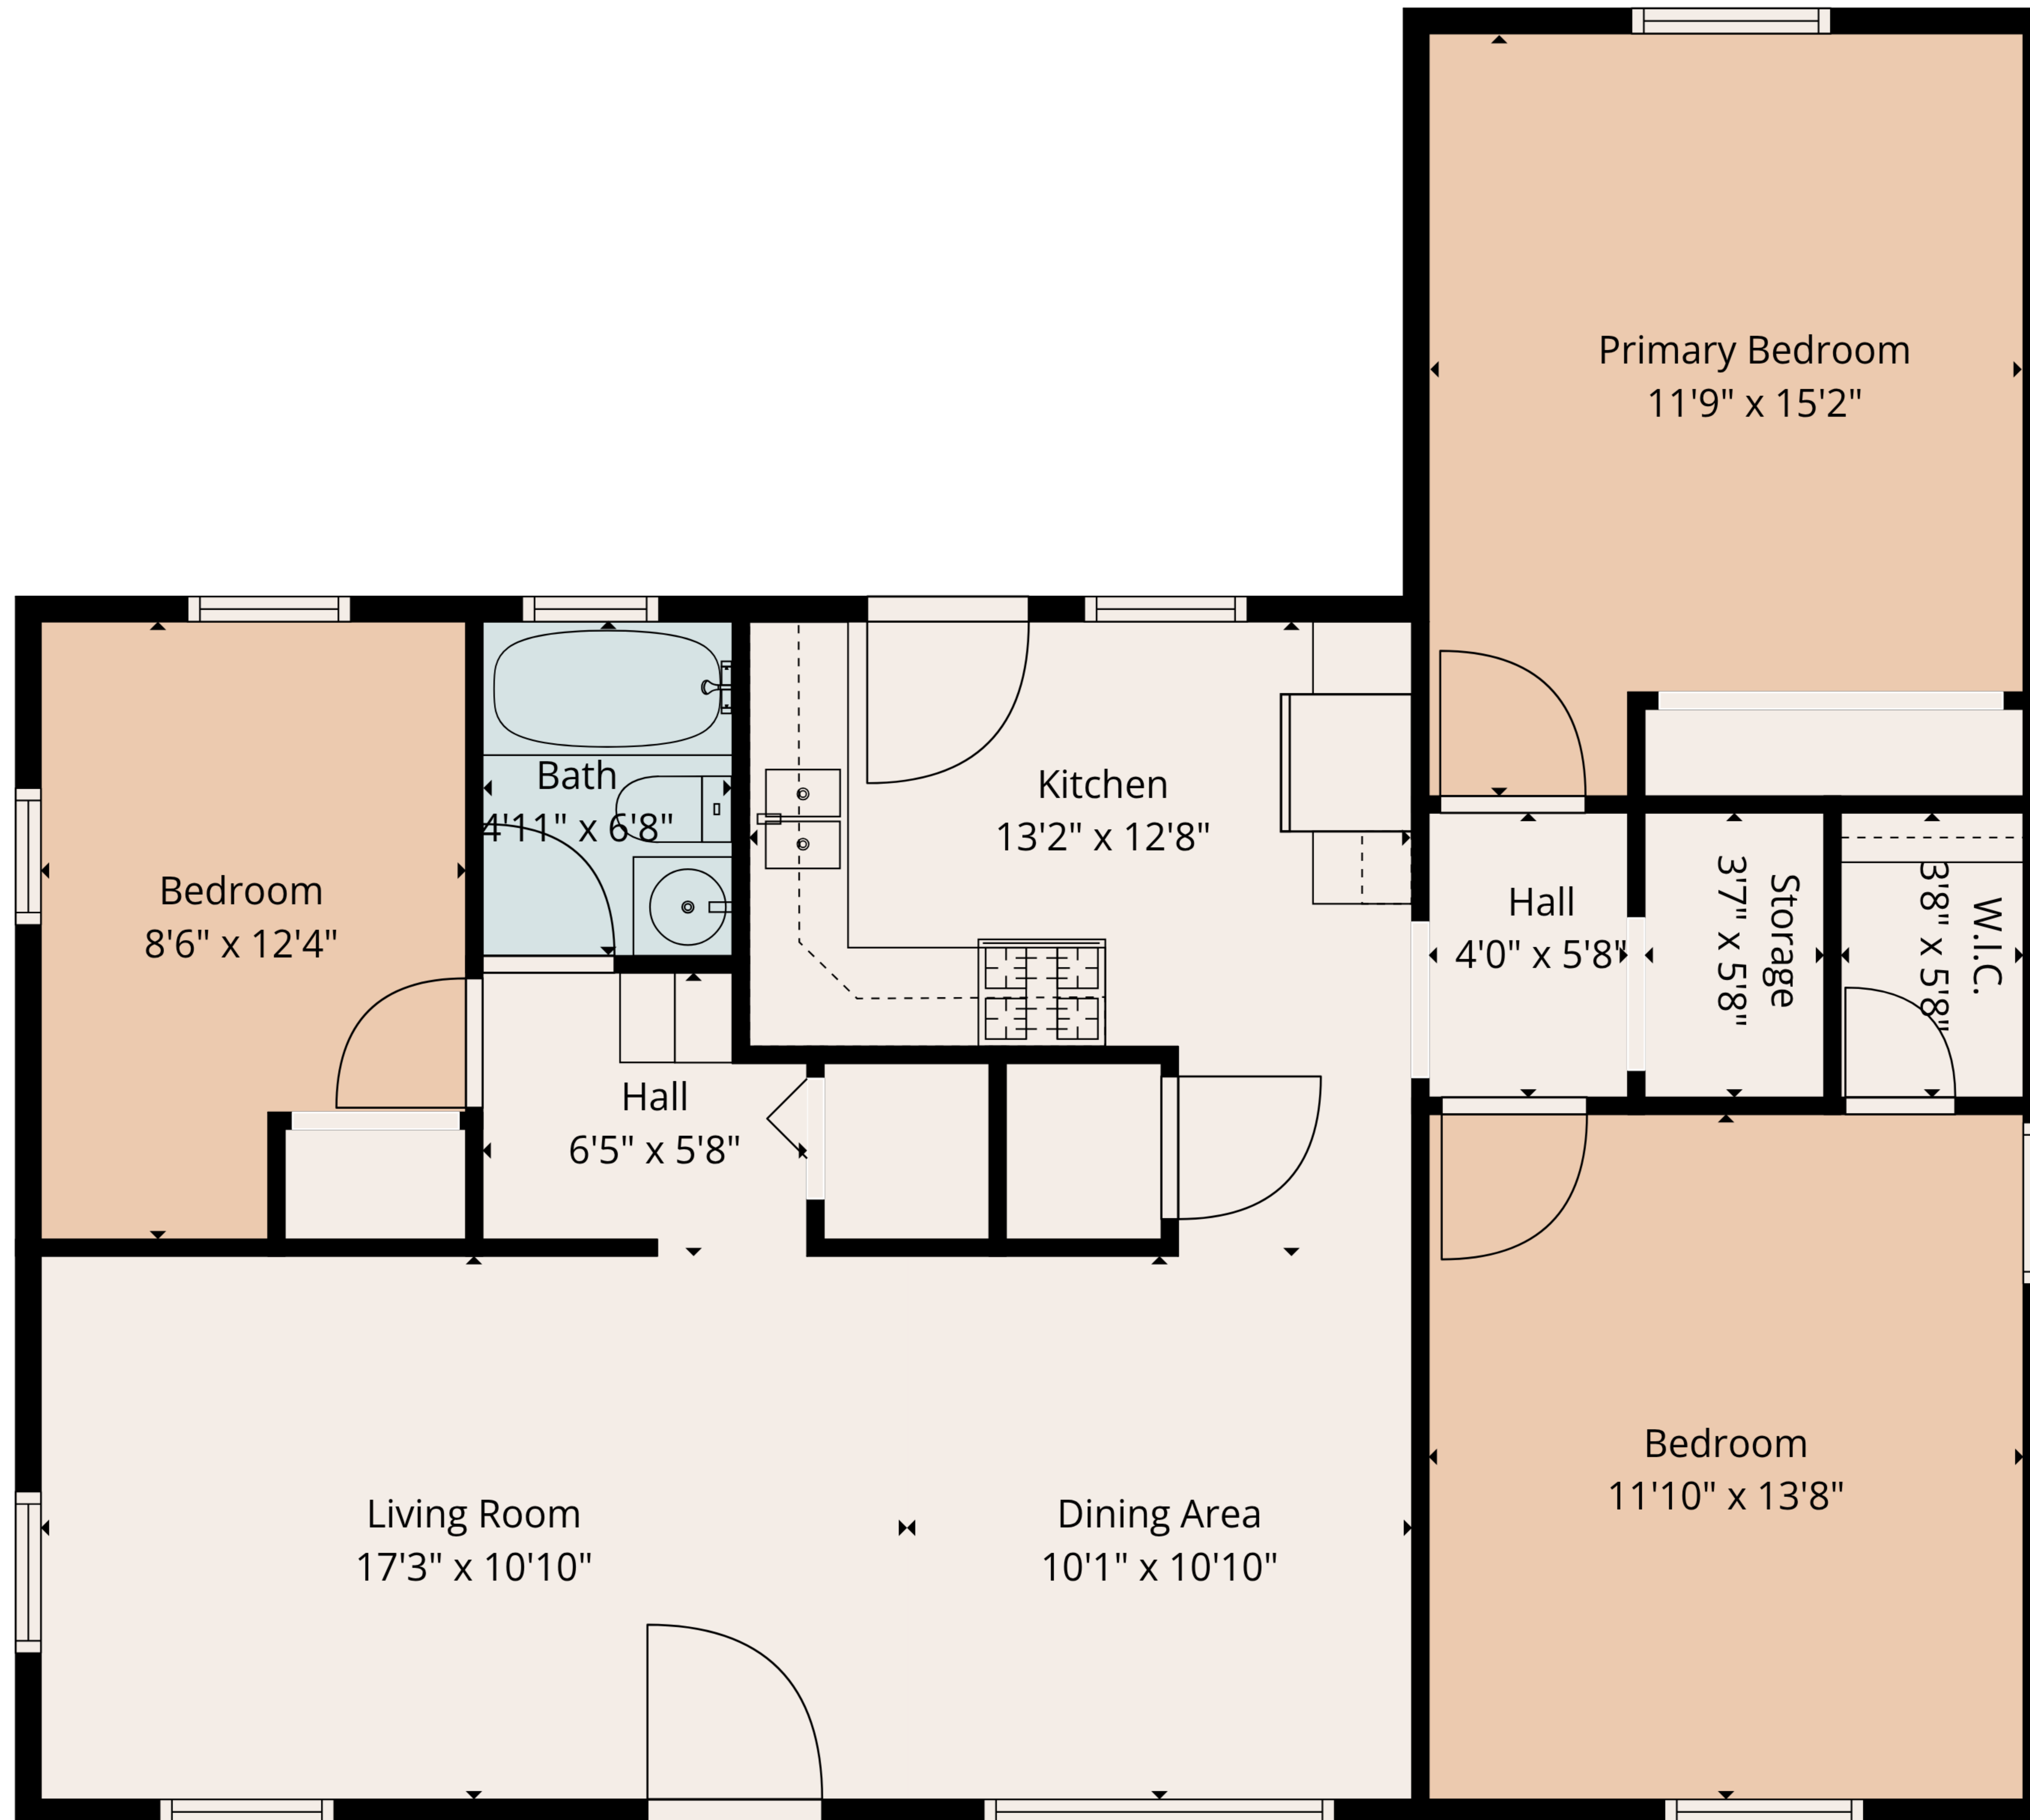 Primary Bedroom
11'9" x 15'2"
Bath
4'11" x 6'8"
Kitchen
13'2" x 12'8"
Bedroom
8'6" x 12'4"
Hall
4'0" x 5'8"
Storage
3'7" x 5'8"
W.I.C.
3'8" x 5'8"
Hall
6'5" x 5'8"
Living Room
17'3" x 10'10"
Dining Area
10'1" x 10'10"
Bedroom
11'10" x 13'8"